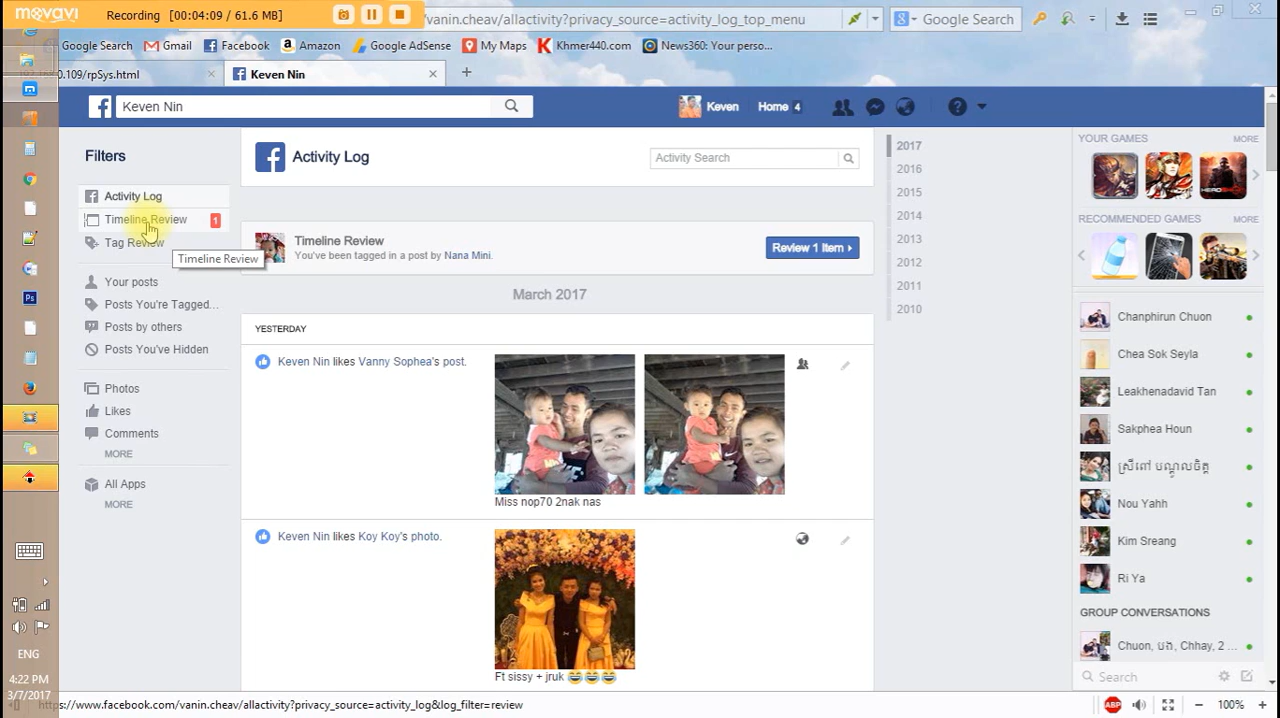 movavi
Recording [00:04:09 / 61.6 MB]
/vanin.cheav/allactivity?privacy_source=activity_log_top_menu
Google Search
Google Search Gmail Facebook Amazon Google AdSense My Maps Khmer440.com News360: Your perso...
0.109/rpSys.html
Keven Nin
Keven Nin
Keven
Home 4
Filters
Activity Log
Timeline Review 1
Tag Review
Timeline Review
Your posts
Posts You're Tagged...
Posts by others
Posts You've Hidden
Photos
Likes
Comments
MORE
All Apps
MORE
Activity Log
Activity Search
Timeline Review
You've been tagged in a post by Nana Mini.
Review 1 Item
March 2017
YESTERDAY
Keven Nin likes Vanny Sophea's post.
Miss nop70 2nak nas
Keven Nin likes Koy Koy's photo.
Ft sissy + jruk 😂😂😂
2017
2016
2015
2014
2013
2012
2011
2010
YOUR GAMES MORE
RECOMMENDED GAMES MORE
Chanphirun Chuon
Chea Sok Seyla
Leakhenadavid Tan
Sakphea Houn
ស្រីពៅ បណ្តូលចិត្ត
Nou Yahh
Kim Sreang
Ri Ya
GROUP CONVERSATIONS
Chuon, បង, Chhay, 2 ...
Search
ENG
4:22 PM
3/7/2017
https://www.facebook.com/vanin.cheav/allactivity?privacy_source=activity_log&log_filter=review
ABP
100%